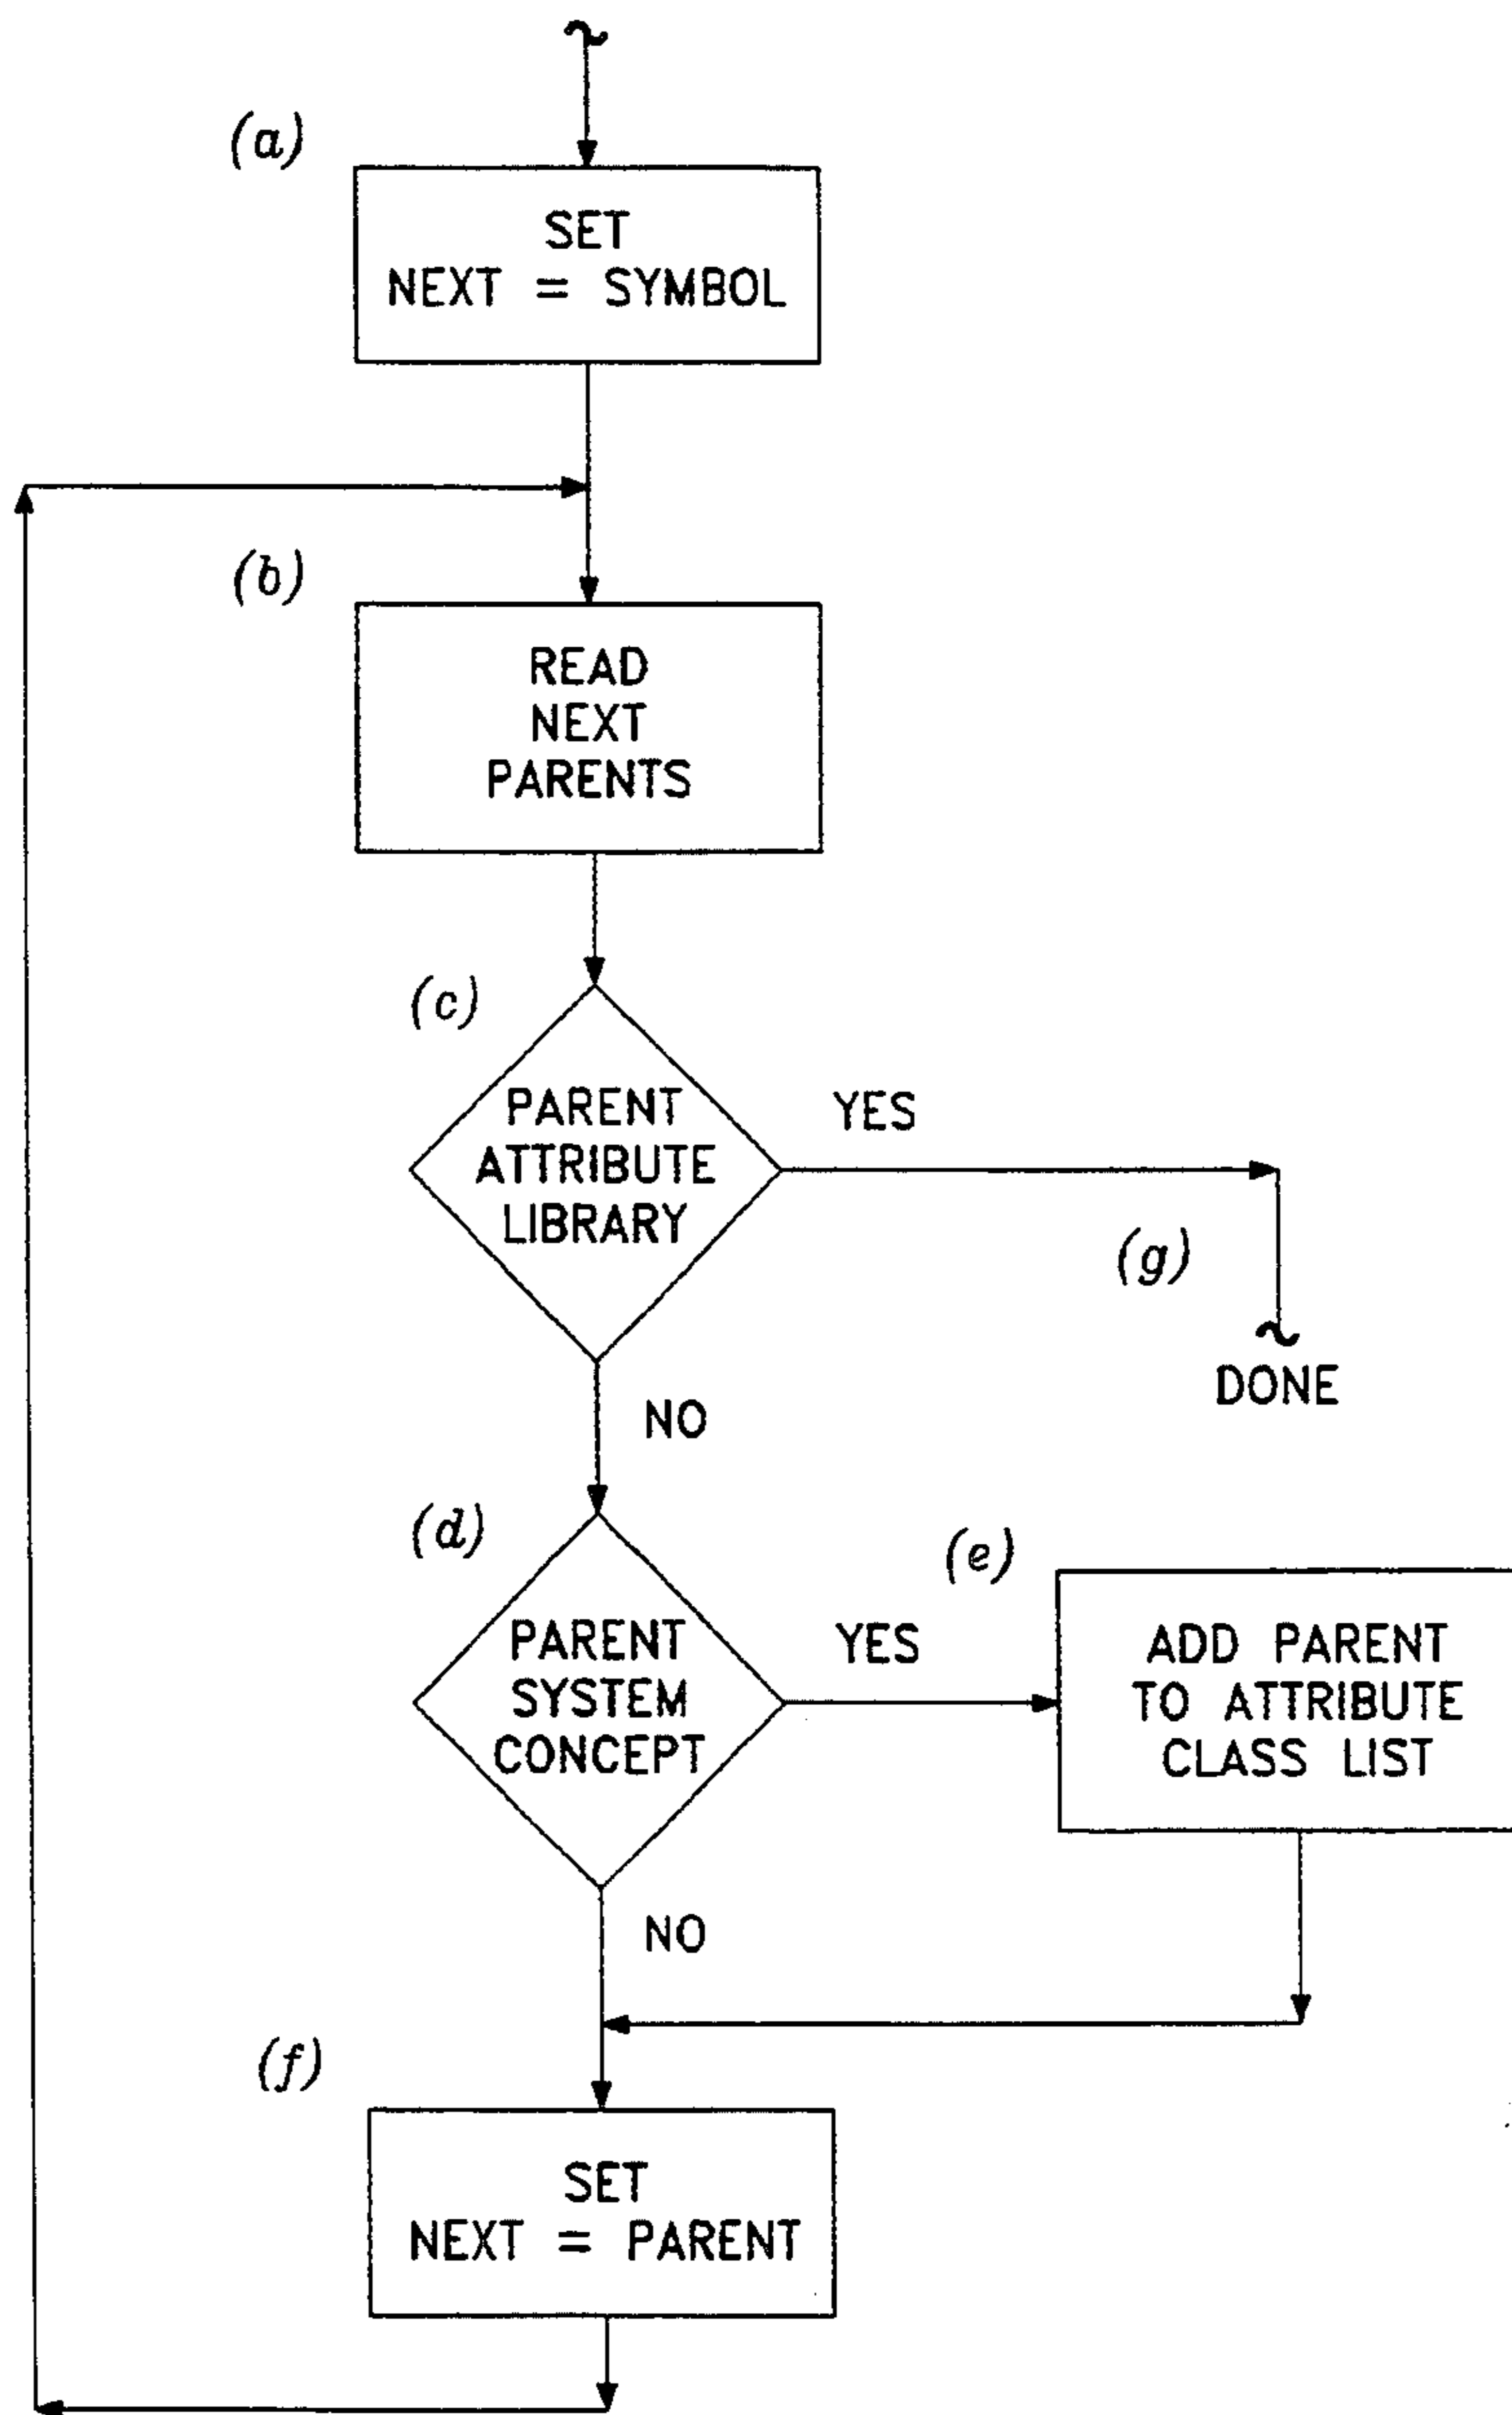 (a)
SET
NEXT = SYMBOL
(b)
READ
NEXT
PARENTS
(c)
PARENT
ATTRIBUTE
LIBRARY
YES
(g)
DONE
NO
(d)
PARENT
SYSTEM
CONCEPT
YES
(e)
ADD PARENT
TO ATTRIBUTE
CLASS LIST
NO
(f)
SET
NEXT = PARENT